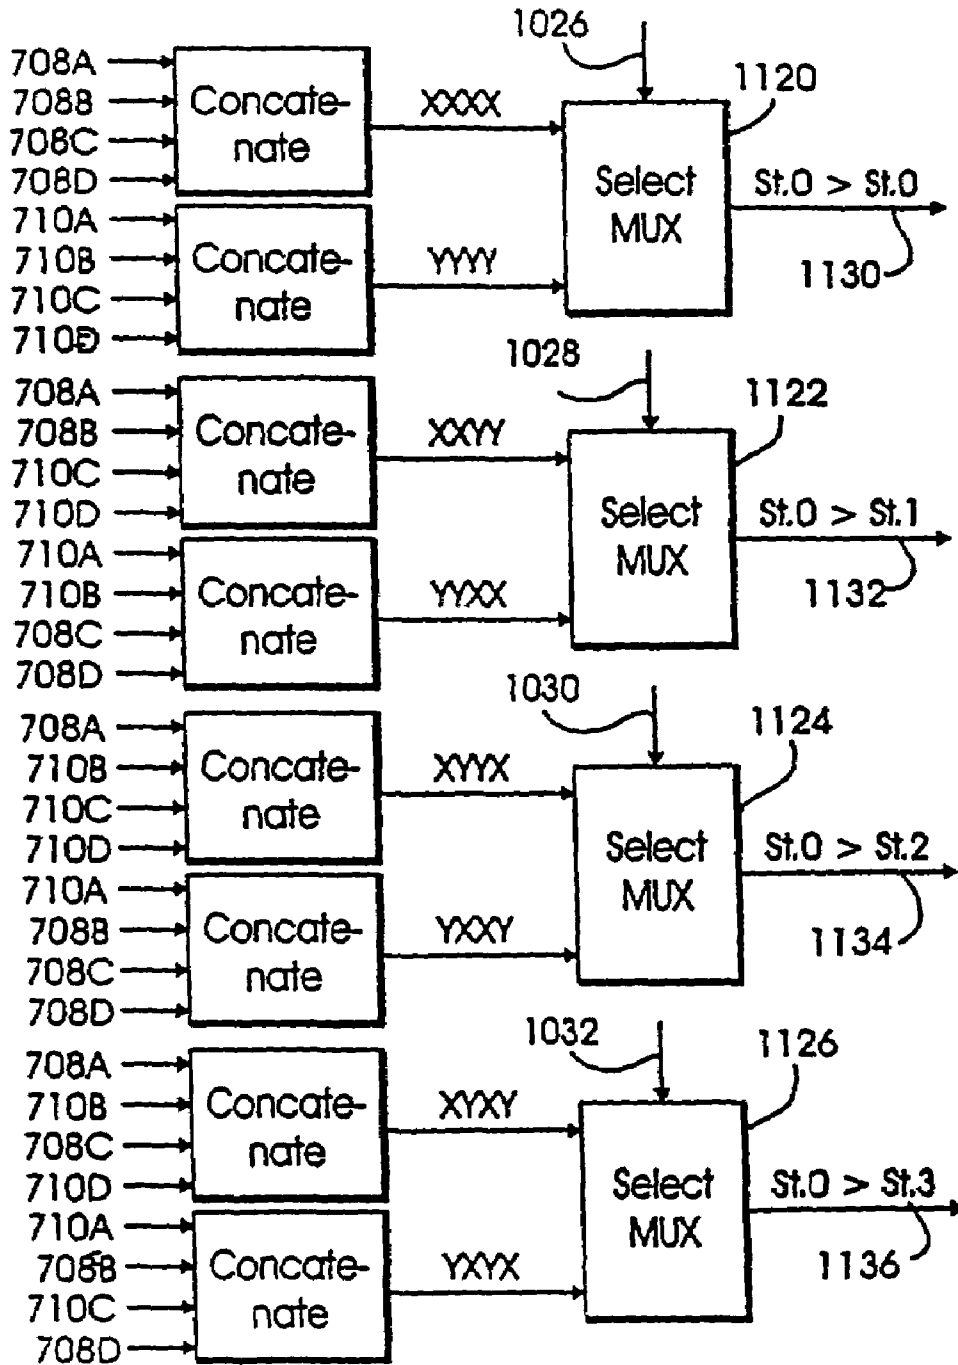 1026
708A
708B
708C
708D
Concate-
nate
XXXX
1120
Select
MUX
St.0 > St.0
1130
710A
710B
710C
710D
Concate-
nate
YYYY
1028
708A
708B
710C
710D
Concate-
nate
XXYY
1122
Select
MUX
St.0 > St.1
1132
710A
710B
708C
708D
Concate-
nate
YYXX
1030
708A
710B
710C
710D
Concate-
nate
XYYX
1124
Select
MUX
St.0 > St.2
1134
710A
708B
708C
708D
Concate-
nate
YXXY
1032
708A
710B
708C
710D
Concate-
nate
XYXY
1126
Select
MUX
St.0 > St.3
1136
710A
708B
710C
708D
Concate-
nate
YXYX